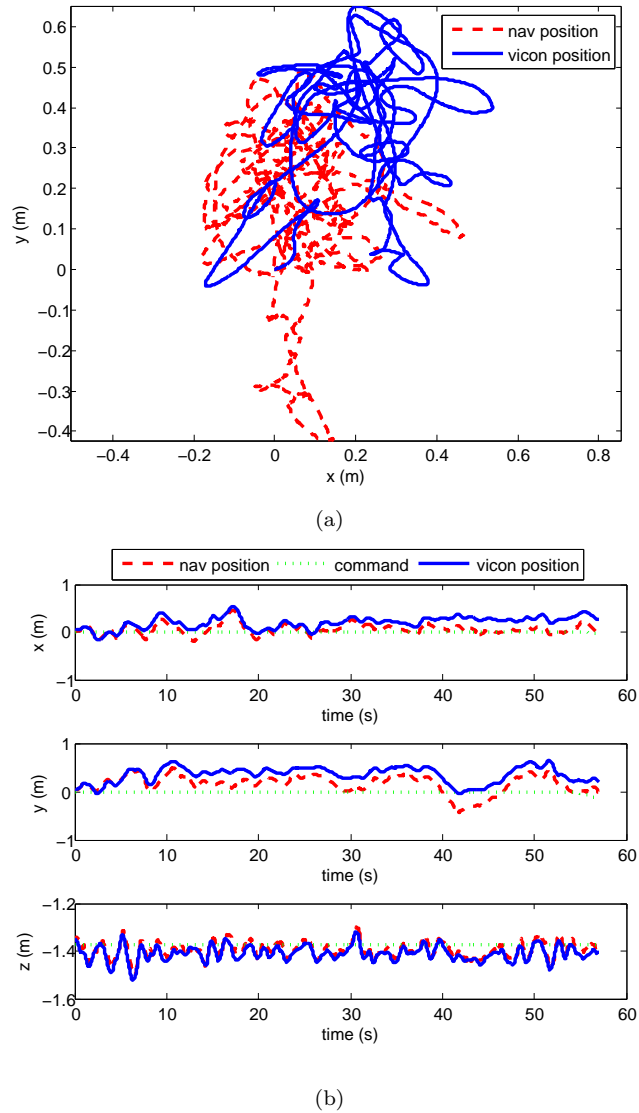 0.6
0.5
0.4
0.3
0.2
0.1
0
−0.1
−0.2
−0.3
−0.4
y (m)
nav position
vicon position
−0.4 −0.2 0 0.2 0.4 0.6 0.8
x (m)
(a)
nav position command vicon position
1
0
−1
x (m)
0 10 20 30 40 50 60
time (s)
1
0
−1
y (m)
0 10 20 30 40 50 60
time (s)
−1.2
−1.4
−1.6
z (m)
0 10 20 30 40 50 60
time (s)
(b)